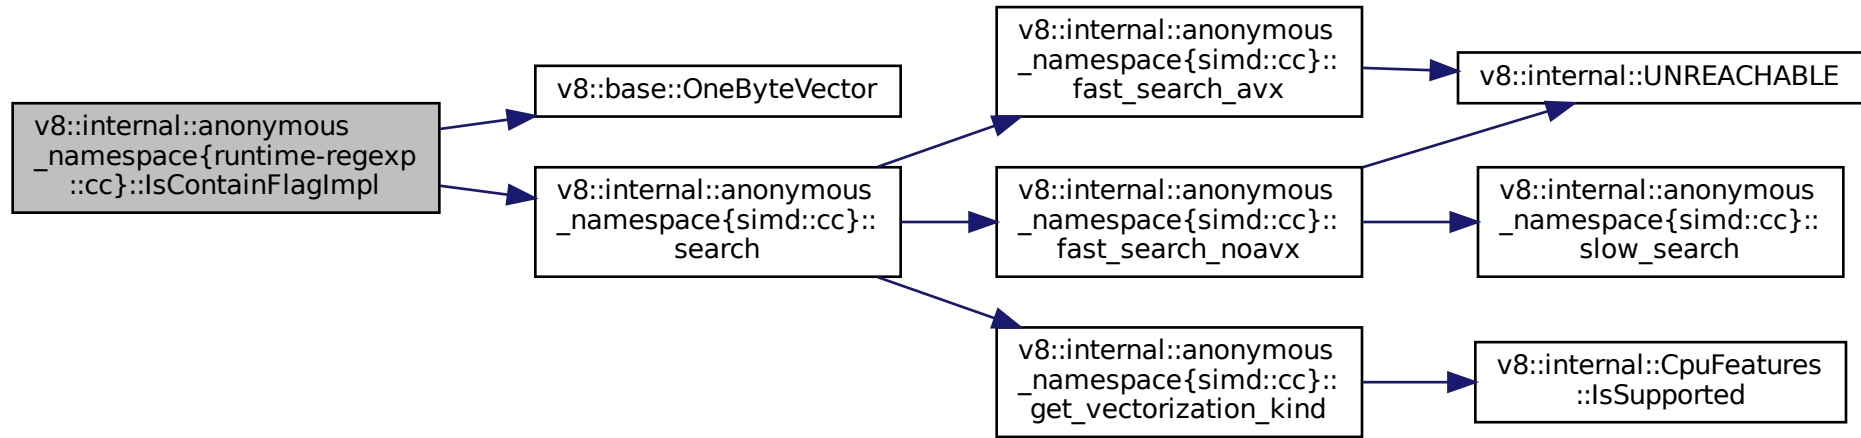 v8::internal::anonymous
_namespace{runtime-regexp
::cc}::IsContainFlagImpl
v8::base::OneByteVector
v8::internal::anonymous
_namespace{simd::cc}::
search
v8::internal::anonymous
_namespace{simd::cc}::
fast_search_avx
v8::internal::UNREACHABLE
v8::internal::anonymous
_namespace{simd::cc}::
fast_search_noavx
v8::internal::anonymous
_namespace{simd::cc}::
slow_search
v8::internal::anonymous
_namespace{simd::cc}::
get_vectorization_kind
v8::internal::CpuFeatures
::IsSupported